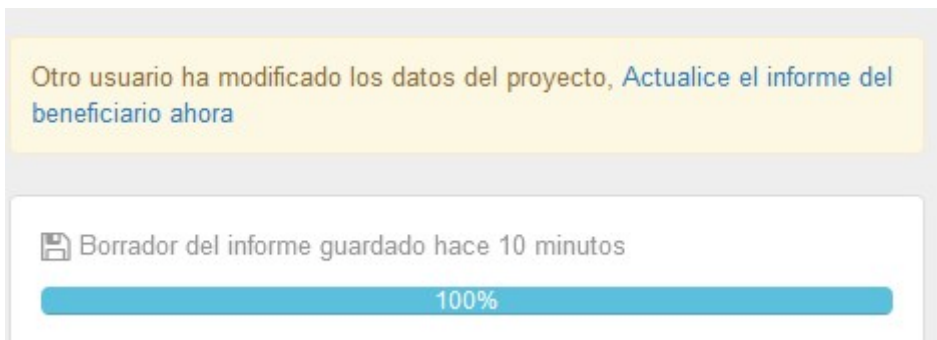 Otro usuario ha modificado los datos del proyecto, Actualice el informe del
beneficiario ahora
Borrador del informe guardado hace 10 minutos
100%